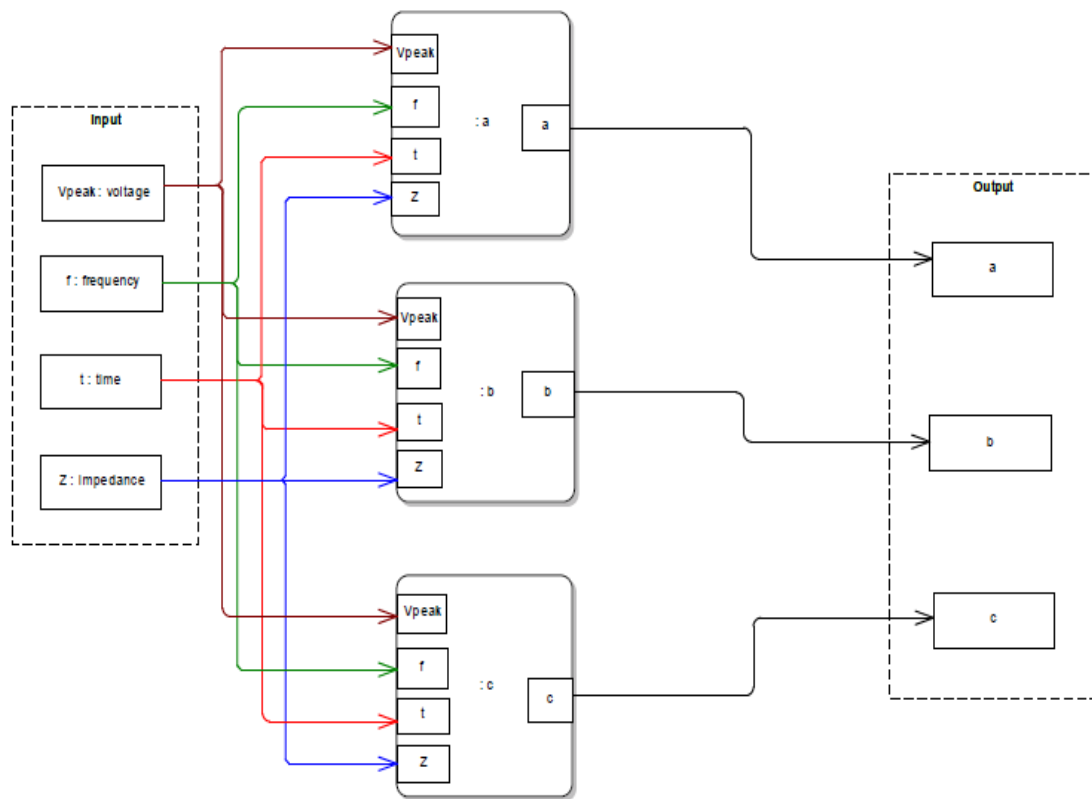 Input
Vpeak : voltage
f : frequency
t : time
Z : Impedance
Vpeak
f
t
Z
: a
a
Vpeak
f
t
Z
: b
b
Vpeak
f
t
Z
: c
c
Output
a
b
c